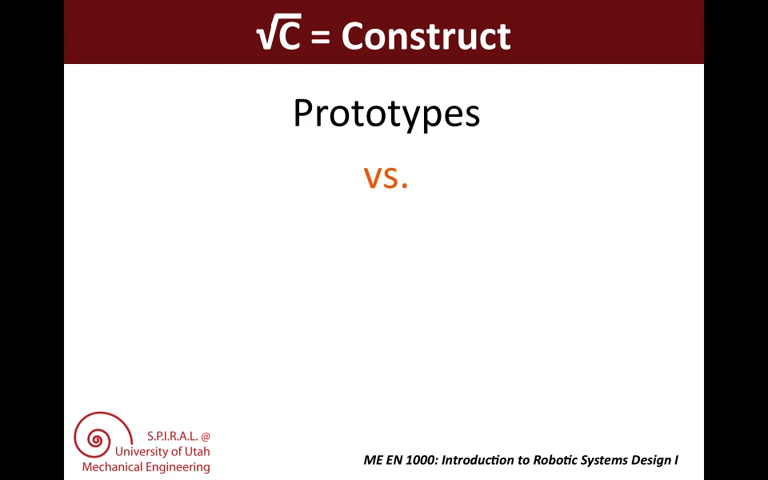 √C = Construct
Prototypes
vs.
S.P.I.R.A.L. @
University of Utah
Mechanical Engineering
ME EN 1000: Introduction to Robotic Systems Design I